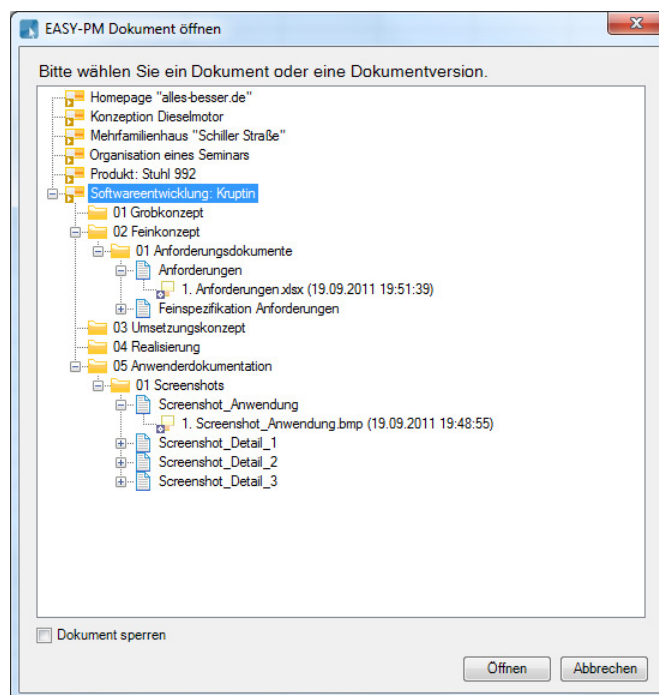 EASY-PM Dokument öffnen
Bitte wählen Sie ein Dokument oder eine Dokumentversion.
Homepage "alles-besser.de"
Konzeption Dieselmotor
Mehrfamilienhaus "Schiller Straße"
Organisation eines Seminars
Produkt: Stuhl 992
Softwareentwicklung: Kruptin
01 Grobkonzept
02 Feinkonzept
01 Anforderungsdokumente
Anforderungen
1. Anforderungen.xlsx (19.09.2011 19:51:39)
Feinspezifikation Anforderungen
03 Umsetzungskonzept
04 Realisierung
05 Anwenderdokumentation
01 Screenshots
Screenshot_Anwendung
1. Screenshot_Anwendung.bmp (19.09.2011 19:48:55)
Screenshot_Detail_1
Screenshot_Detail_2
Screenshot_Detail_3
Dokument sperren
Öffnen Abbrechen